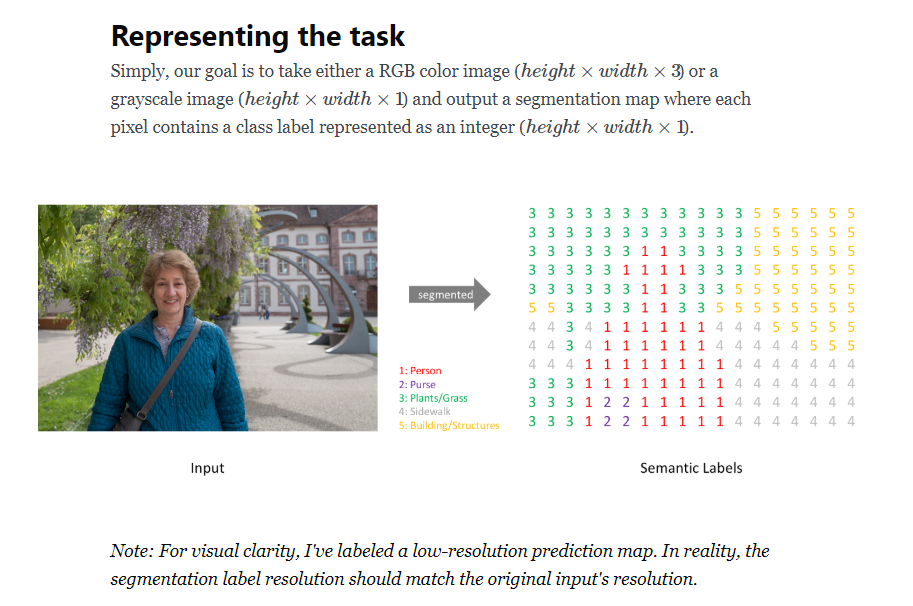 Representing the task
Simply, our goal is to take either a RGB color image (height × width × 3) or a
grayscale image (height × width × 1) and output a segmentation map where each
pixel contains a class label represented as an integer (height × width × 1).
segmented
1: Person
2: Purse
3: Plants/Grass
4: Sidewalk
5: Building/Structures
3 3 3 3 3 3 3 3 3 3 3 3 5 5 5 5 5 5
3 3 3 3 3 3 3 3 3 3 3 3 5 5 5 5 5 5
3 3 3 3 3 3 1 1 3 3 3 3 5 5 5 5 5 5
3 3 3 3 3 1 1 1 1 3 3 3 5 5 5 5 5 5
3 3 3 3 3 3 1 1 3 3 3 5 5 5 5 5 5 5
5 5 3 3 3 3 1 1 3 3 5 5 5 5 5 5 5 5
4 4 3 4 1 1 1 1 1 1 4 4 4 5 5 5 5 5
4 4 3 4 1 1 1 1 1 1 4 4 4 4 4 5 5 5
4 4 4 1 1 1 1 1 1 1 1 4 4 4 4 4 4 4
3 3 3 1 1 1 1 1 1 1 1 4 4 4 4 4 4 4
3 3 3 1 2 2 1 1 1 1 1 4 4 4 4 4 4 4
3 3 3 1 2 2 1 1 1 1 1 4 4 4 4 4 4 4
Input
Semantic Labels
Note: For visual clarity, I've labeled a low-resolution prediction map. In reality, the
segmentation label resolution should match the original input's resolution.